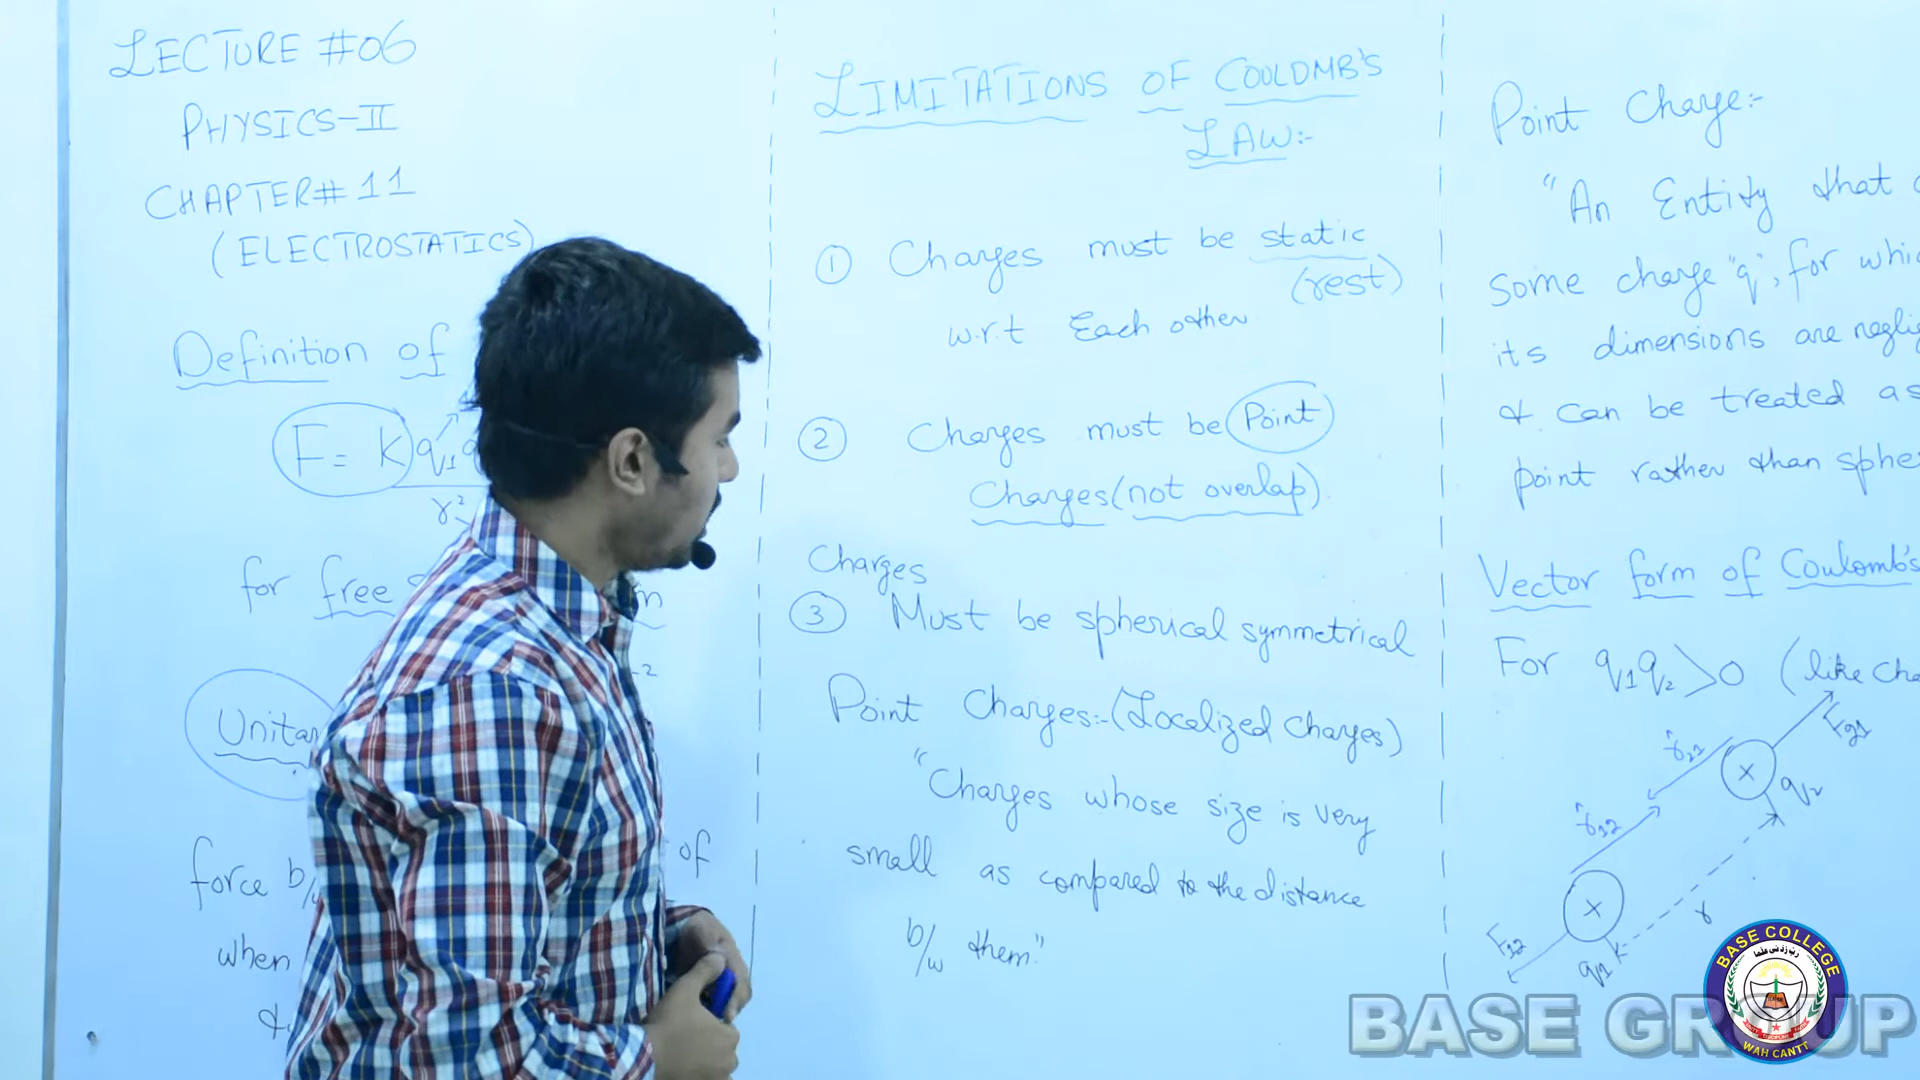 LECTURE #06
PHYSICS-II
CHAPTER# 11
(ELECTROSTATICS)
Definition of
F = K q1
r²
for free
Unitar
force b/w of
when
&
LIMITATIONS OF COULOMB'S
LAW:-
① Charges must be static
(rest)
w.r.t Each other
② Charges must be Point
Charges (not overlap)
Charges
③ Must be spherical symmetrical
Point Charges:- (Localized Charges)
"Charges whose size is very
small as compared to the distance
b/w them."
Point Charge:-
"An Entity that
some charge "q", for which
its dimensions are
& can be treated as
point rather than
Vector form of Coulomb's
For q1q2 > 0 (like
F21
r̂21
q2
r̂12
r
F12
q1
BASE COLLEGE
WAH CANTT
BASE GROUP